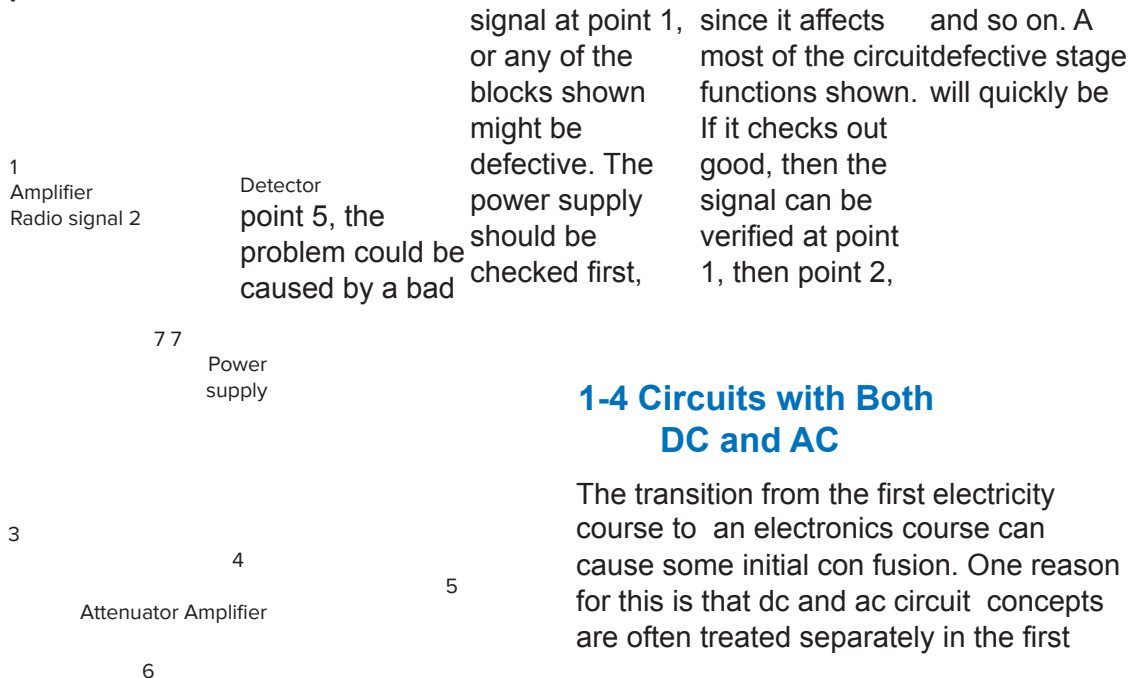 1
Amplifier
Radio signal 2
Detector
point 5, the
problem could be
caused by a bad
signal at point 1,
or any of the
blocks shown
might be
defective. The
power supply
should be
checked first,
since it affects
most of the circuit
functions shown.
If it checks out
good, then the
signal can be
verified at point
1, then point 2,
and so on. A
defective stage
will quickly be
7 7
Power
supply
3
4
5
Attenuator Amplifier
6
1-4 Circuits with Both
DC and AC
The transition from the first electricity
course to  an electronics course can
cause some initial con fusion. One reason
for this is that dc and ac circuit  concepts
are often treated separately in the first